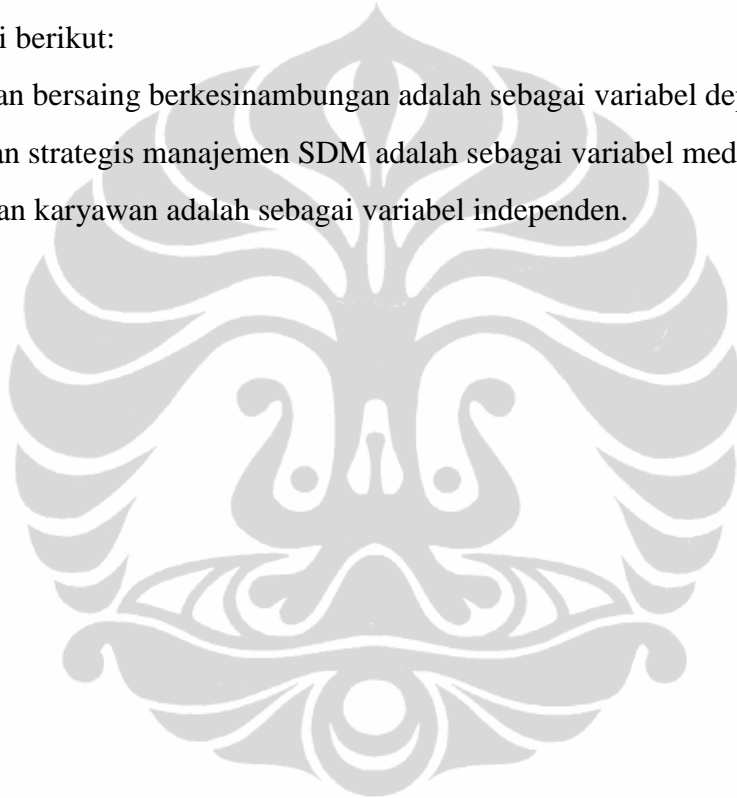 i berikut:
an bersaing berkesinambungan adalah sebagai variabel de
an strategis manajemen SDM adalah sebagai variabel med
an karyawan adalah sebagai variabel independen.